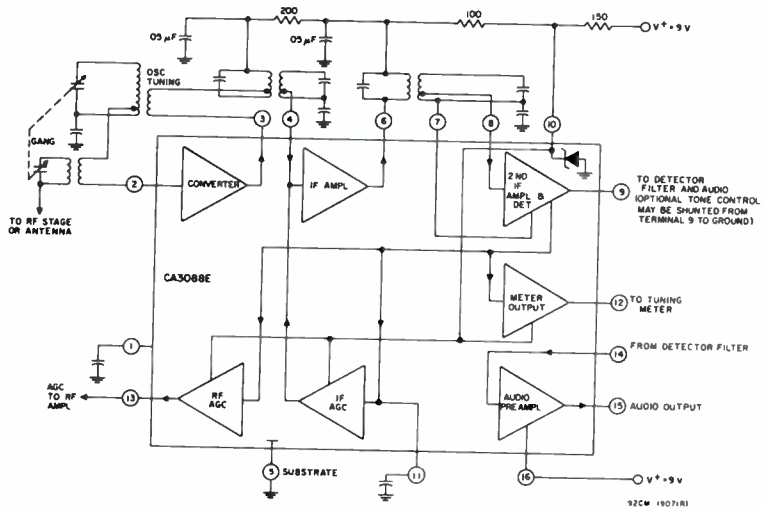 200
100
150
V+ = 9V
.05 µF
.05 µF
OSC
TUNING
GANG
3
4
6
7
8
10
2
CONVERTER
IF AMPL
2 ND
IF
AMPL &
DET
9
TO DETECTOR
FILTER AND AUDIO
(OPTIONAL TONE CONTROL
MAY BE SHUNTED FROM
TERMINAL 9 TO GROUND)
TO RF STAGE
OR ANTENNA
CA3088E
METER
OUTPUT
12
TO TUNING
METER
1
14
FROM DETECTOR FILTER
AGC
TO RF
AMPL
13
RF
AGC
IF
AGC
AUDIO
PREAMPL
15
AUDIO OUTPUT
5
SUBSTRATE
11
16
V+ = 9V
92CM-19071R1